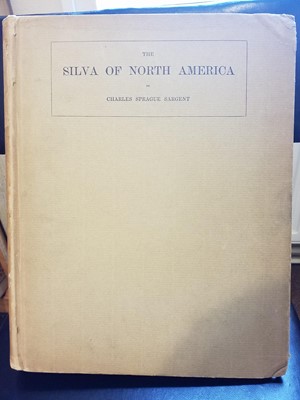 THE
SILVA OF NORTH AMERICA
BY
CHARLES SPRAGUE SARGENT